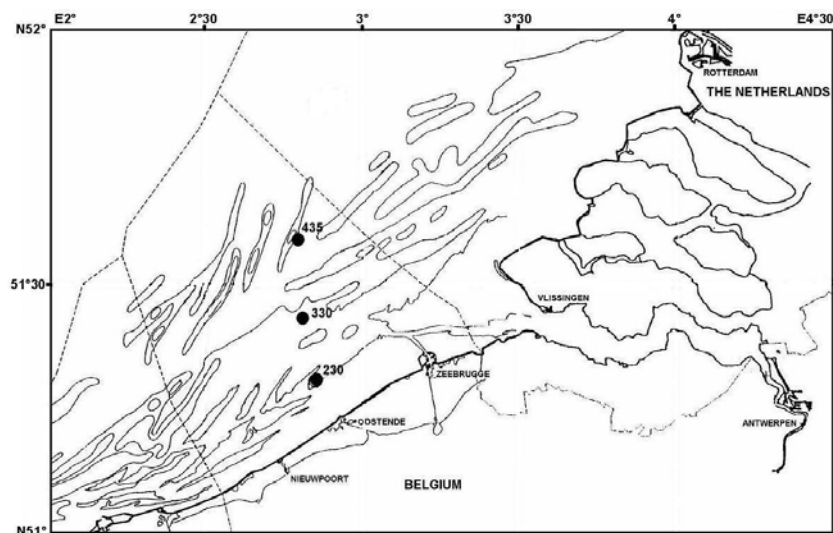 E2° 2°30 3° 3°30 4° E4°30
N52°
ROTTERDAM
THE NETHERLANDS
435
51°30
330
VLISSINGEN
230
ZEEBRUGGE
OOSTENDE
ANTWERPEN
NIEUWPOORT
BELGIUM
N51°